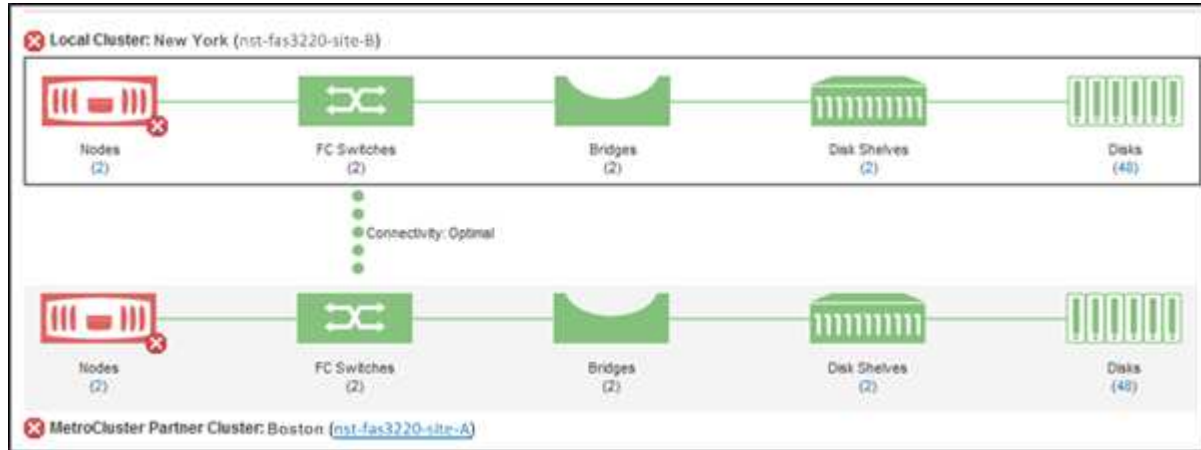 Local Cluster: New York (nst-fas3220-site-B)
Nodes FC Switches Bridges Disk Shelves Disks
(2) (2) (2) (2) (48)
Connectivity: Optimal
Nodes FC Switches Bridges Disk Shelves Disks
(2) (2) (2) (2) (48)
MetroCluster Partner Cluster: Boston (nst-fas3220-site-A)